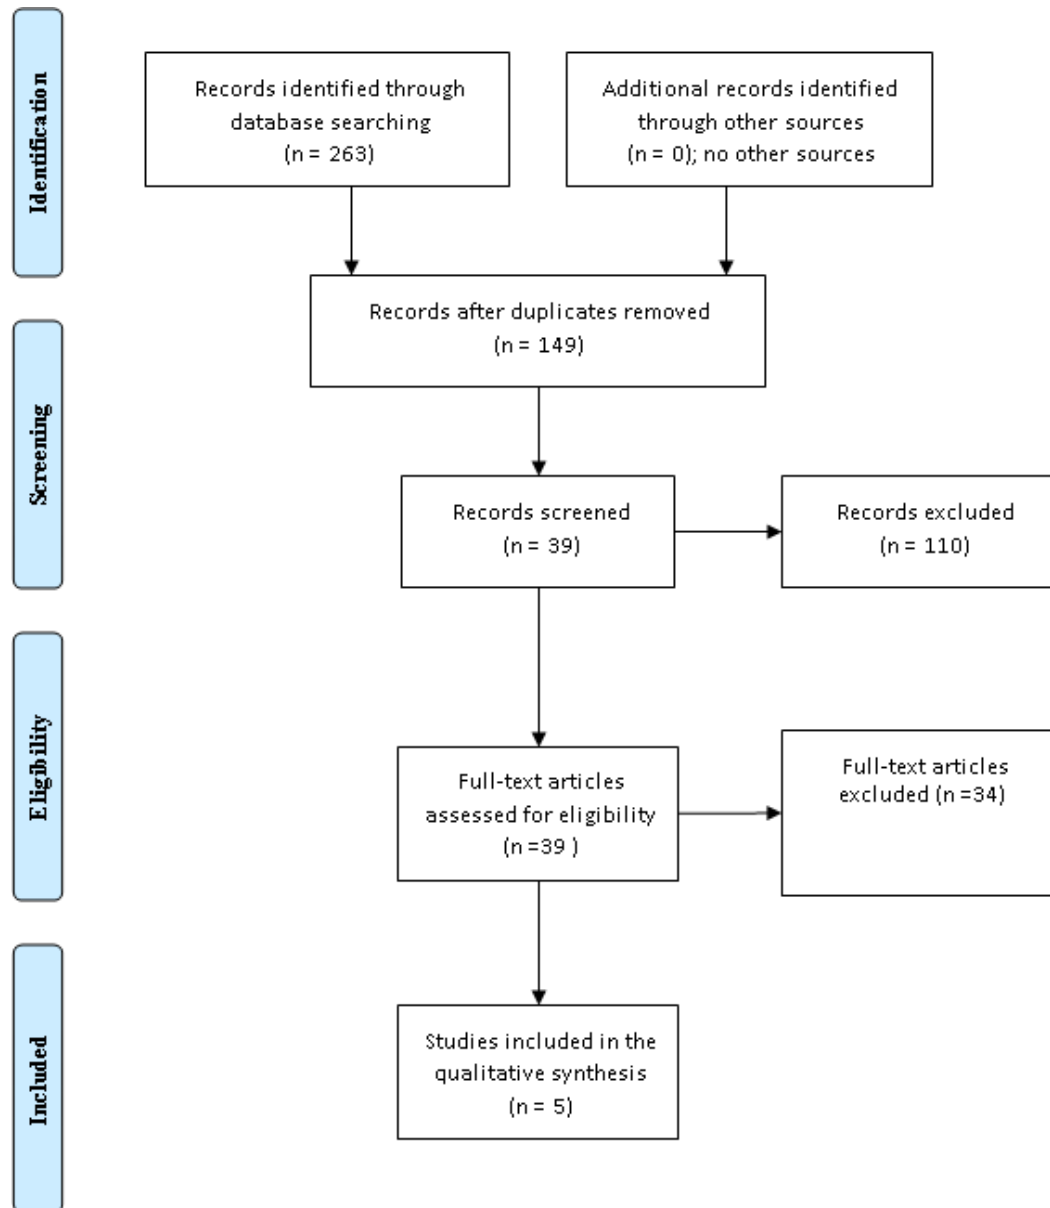 Identification
Records identified through
database searching
(n = 263)
Additional records identified
through other sources
(n = 0); no other sources
Records after duplicates removed
(n = 149)
Screening
Records screened
(n = 39)
Records excluded
(n = 110)
Eligibility
Full-text articles
assessed for eligibility
(n =39 )
Full-text articles
excluded (n =34)
Included
Studies included in the
qualitative synthesis
(n = 5)